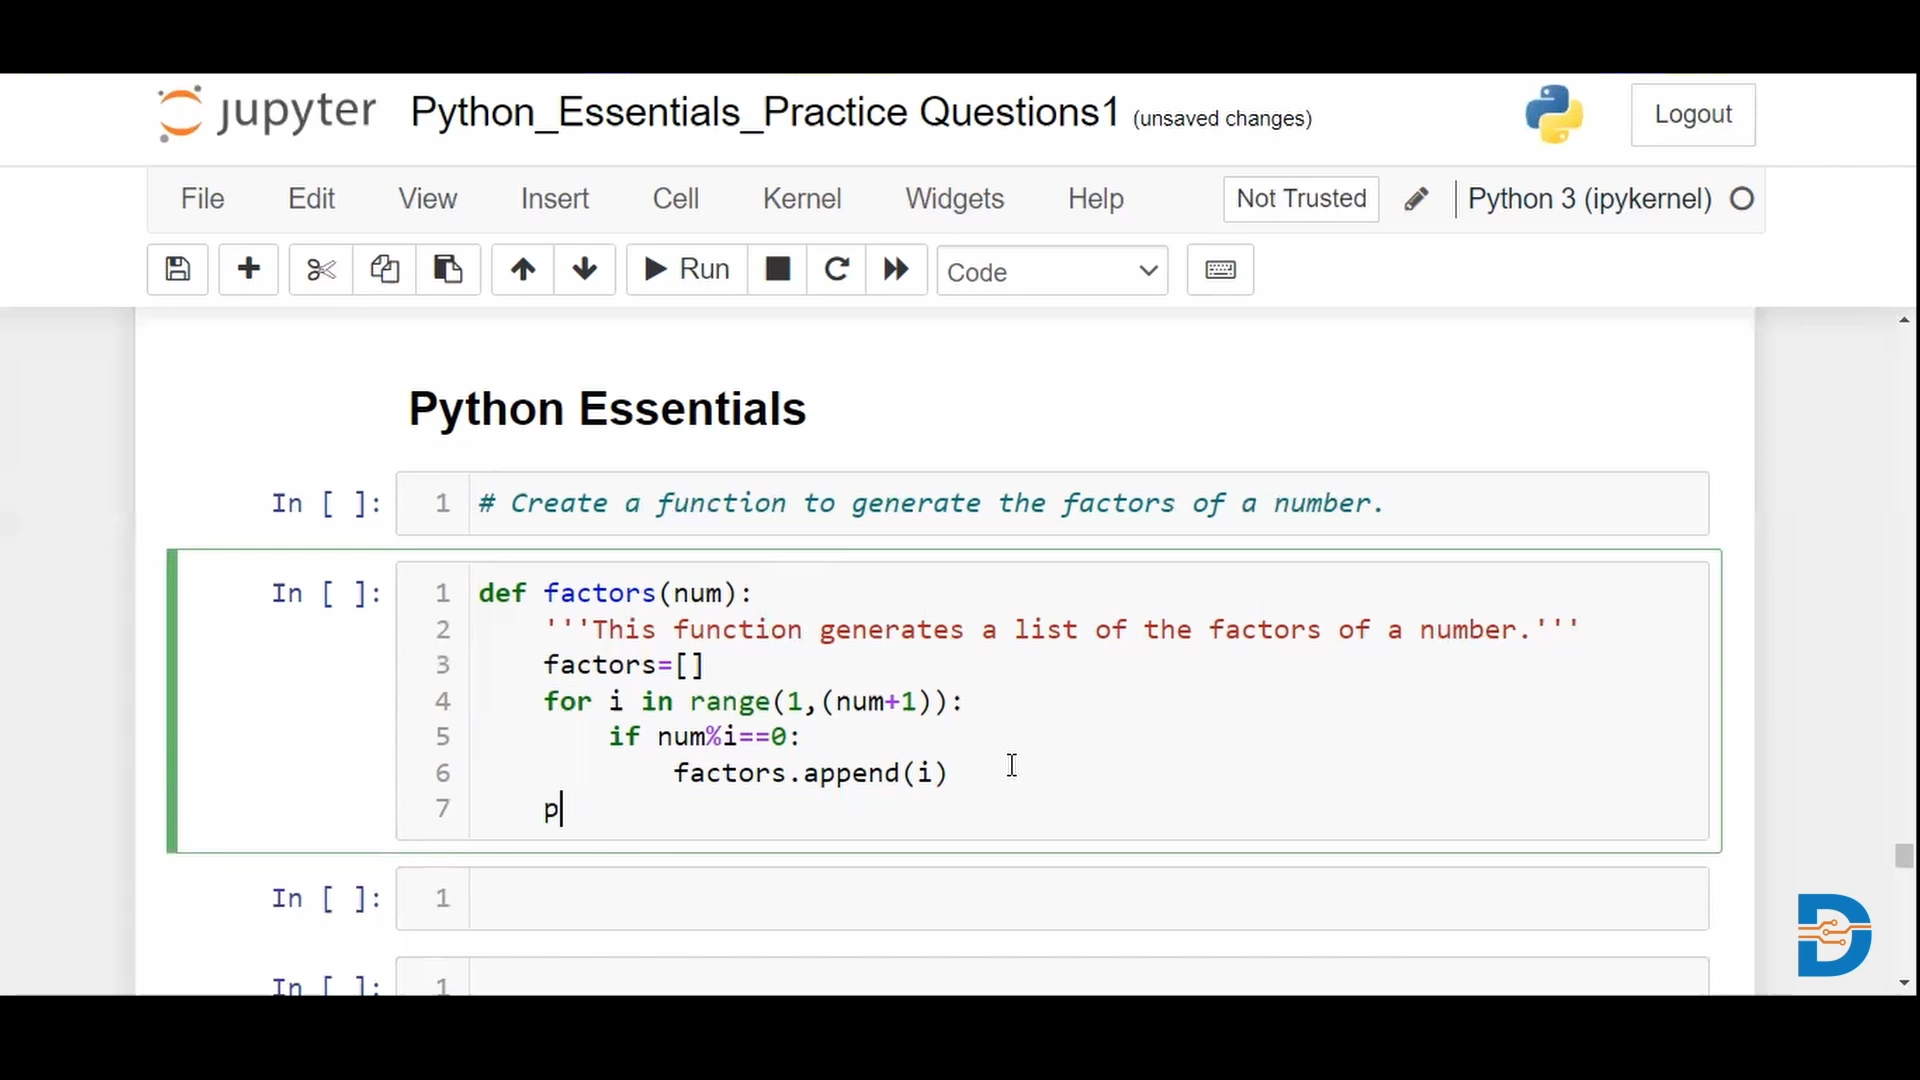 jupyter Python_Essentials_Practice Questions1 (unsaved changes) Logout
File Edit View Insert Cell Kernel Widgets Help Not Trusted Python 3 (ipykernel)
Run Code
Python Essentials
In [ ]: 1 # Create a function to generate the factors of a number.
In [ ]: 1 def factors(num):
2     '''This function generates a list of the factors of a number.'''
3     factors=[]
4     for i in range(1,(num+1)):
5         if num%i==0:
6             factors.append(i)
7     p
In [ ]: 1
In [ ]: 1
D